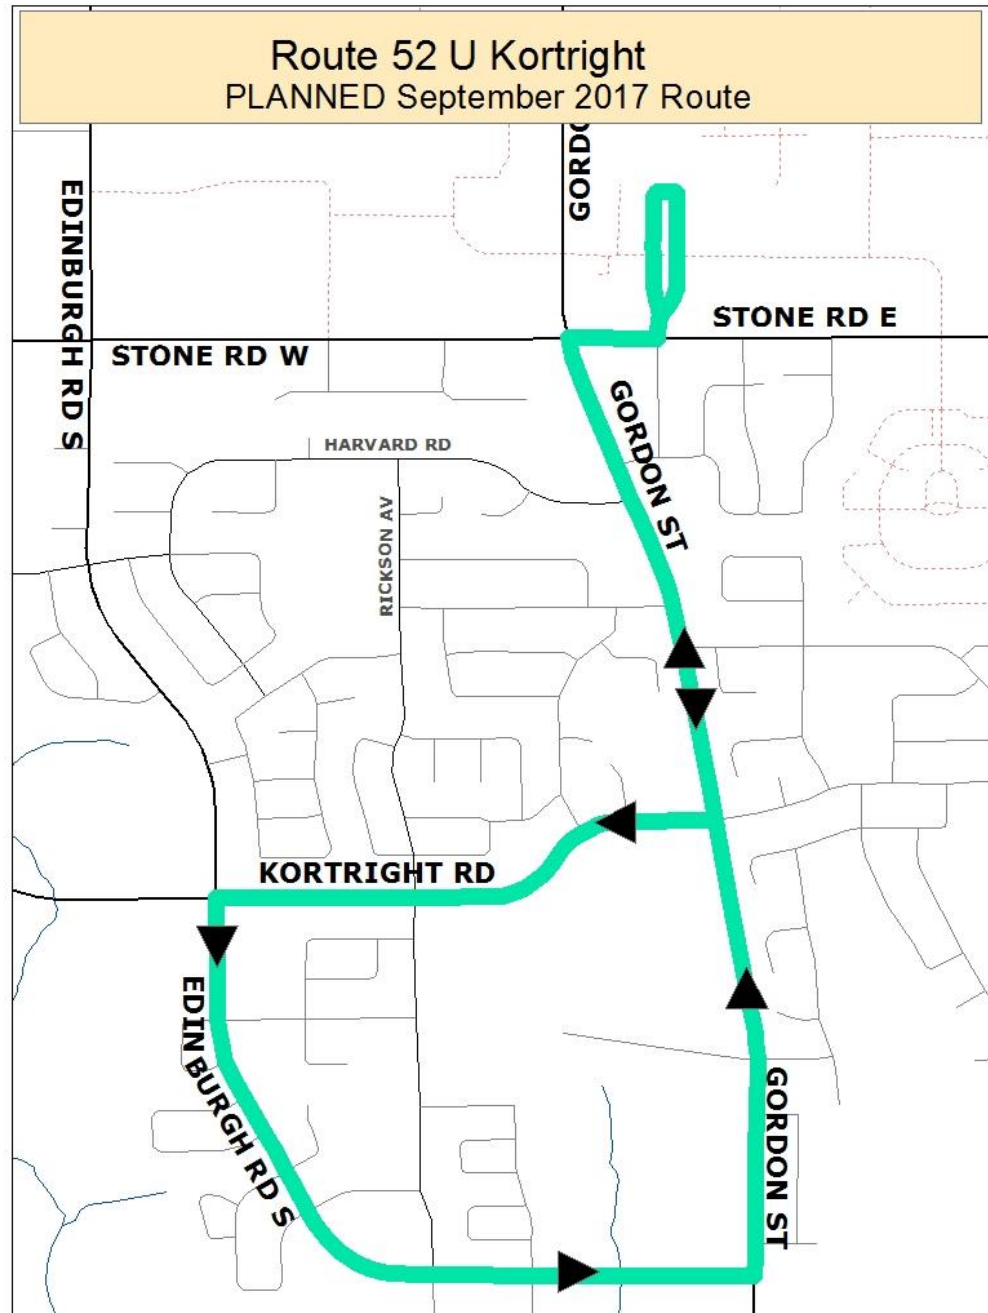 Route 52 U Kortright
PLANNED September 2017 Route
EDINBURGH RD S
STONE RD W
STONE RD E
HARVARD RD
RICKSON AV
GORDON ST
KORTRIGHT RD
EDINBURGH RD S
GORDON ST